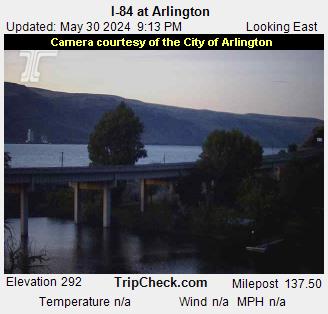 I-84 at Arlington
Updated: May 30 2024 9:13 PM Looking East
Camera courtesy of the City of Arlington
Elevation 292 TripCheck.com Milepost 137.50
Temperature n/a Wind n/a MPH n/a